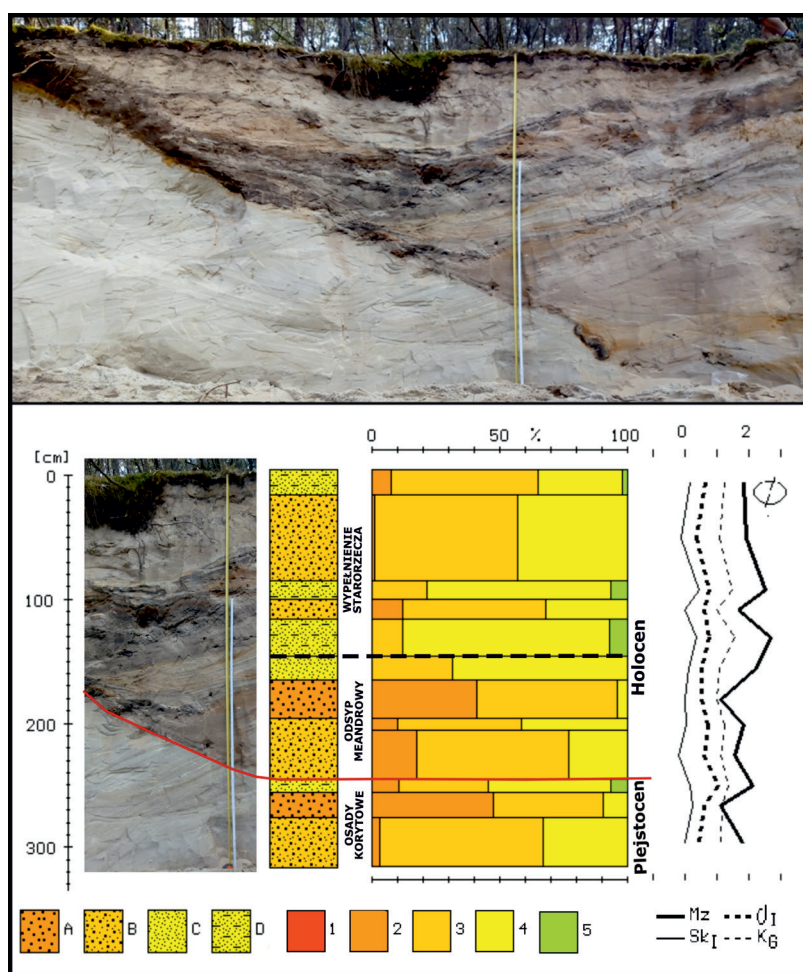 0 50 % 100
0 2
[cm]
0
100
200
300
WYPEŁNIENIE
STARORZECZA
ODSYP
MEANDROWY
OSADY
KORYTOWE
Holocen
Plejstocen
A B C D 1 2 3 4 5
Mz
SkI
KG